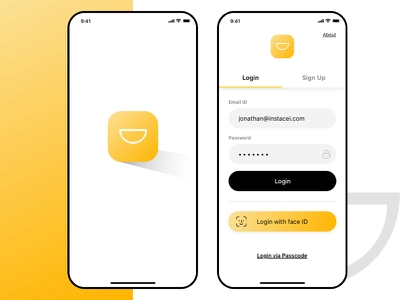 9:41
9:41
About
Login Sign Up
Email ID
jonathan@instacei.com
Password
Login
Login with face ID
Login via Passcode